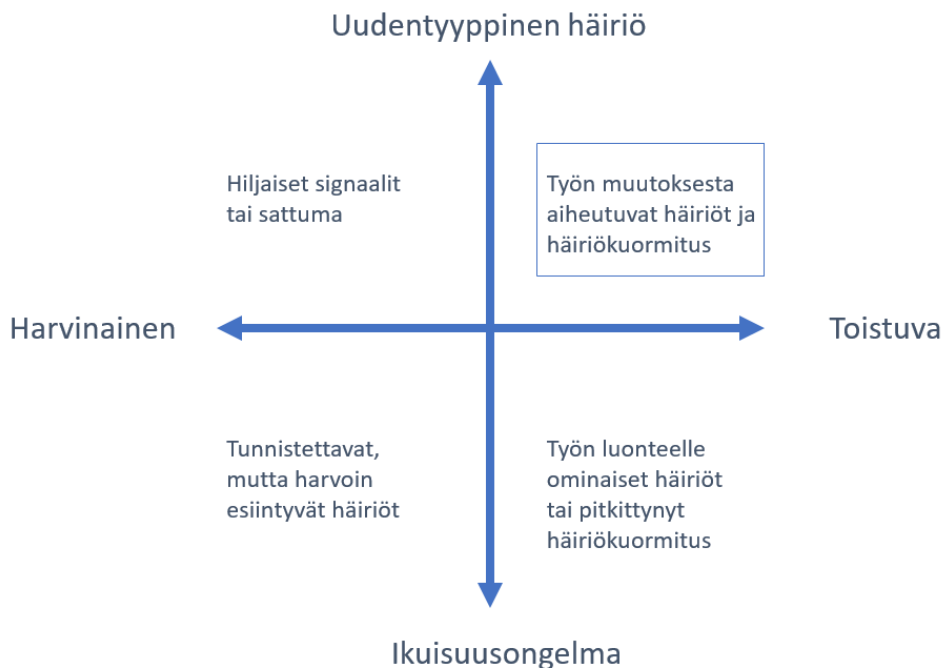 Uudentyyppinen häiriö
Hiljaiset signaalit
tai sattuma
Työn muutoksesta
aiheutuvat häiriöt ja
häiriökuormitus
Harvinainen
Toistuva
Tunnistettavat,
mutta harvoin
esiintyvät häiriöt
Työn luonteelle
ominaiset häiriöt
tai pitkittynyt
häiriökuormitus
Ikuisuusongelma